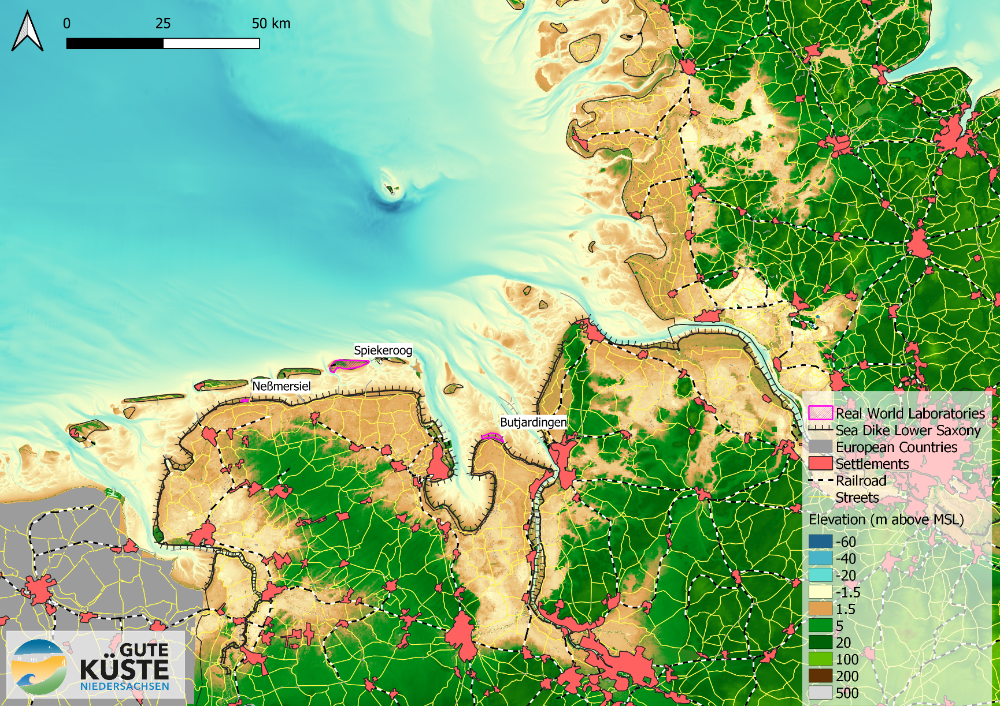 0 25 50 km
Spiekeroog
Neßmersiel
Butjardingen
Real World Laboratories
Sea Dike Lower Saxony
European Countries
Settlements
Railroad
Streets
Elevation (m above MSL)
-60
-40
-20
-1.5
1.5
5
20
100
200
500
GUTE
KÜSTE
NIEDERSACHSEN